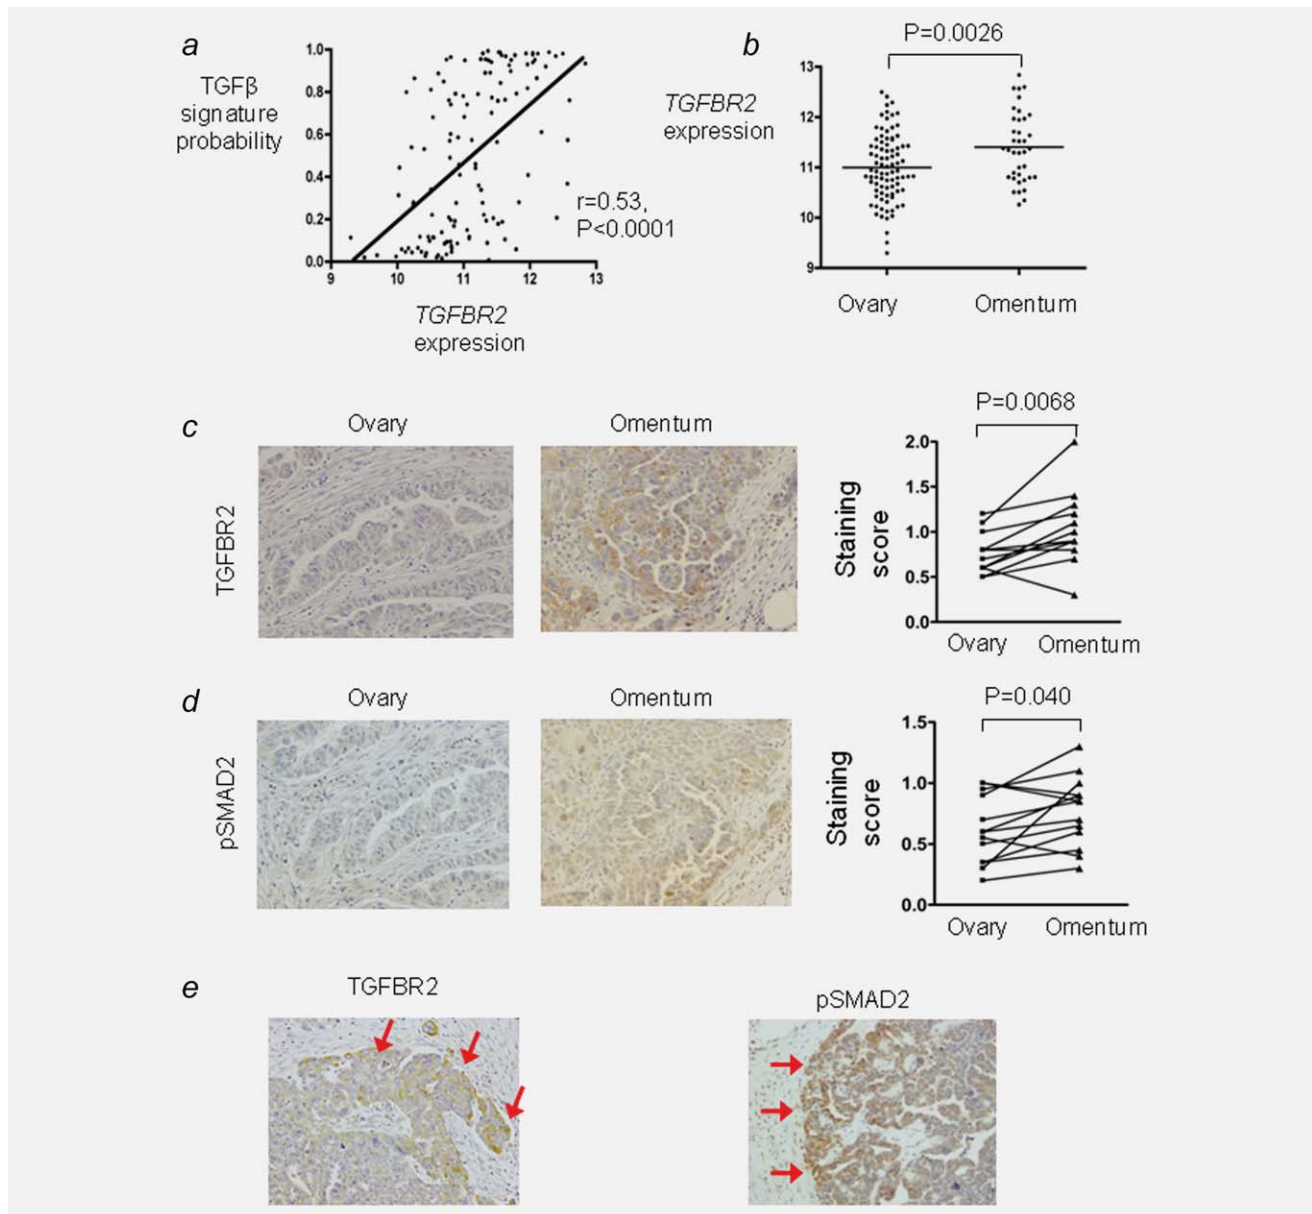 a
TGFβ
signature
probability
1.0
0.8
0.6
0.4
0.2
0.0
9
10
11
12
13
r=0.53,
P<0.0001
TGFBR2
expression
b
P=0.0026
TGFBR2
expression
13
12
11
10
9
Ovary
Omentum
c
Ovary
Omentum
TGFBR2
P=0.0068
Staining
score
2.0
1.5
1.0
0.5
0.0
Ovary
Omentum
d
Ovary
Omentum
pSMAD2
P=0.040
Staining
score
1.5
1.0
0.5
0.0
Ovary
Omentum
e
TGFBR2
pSMAD2